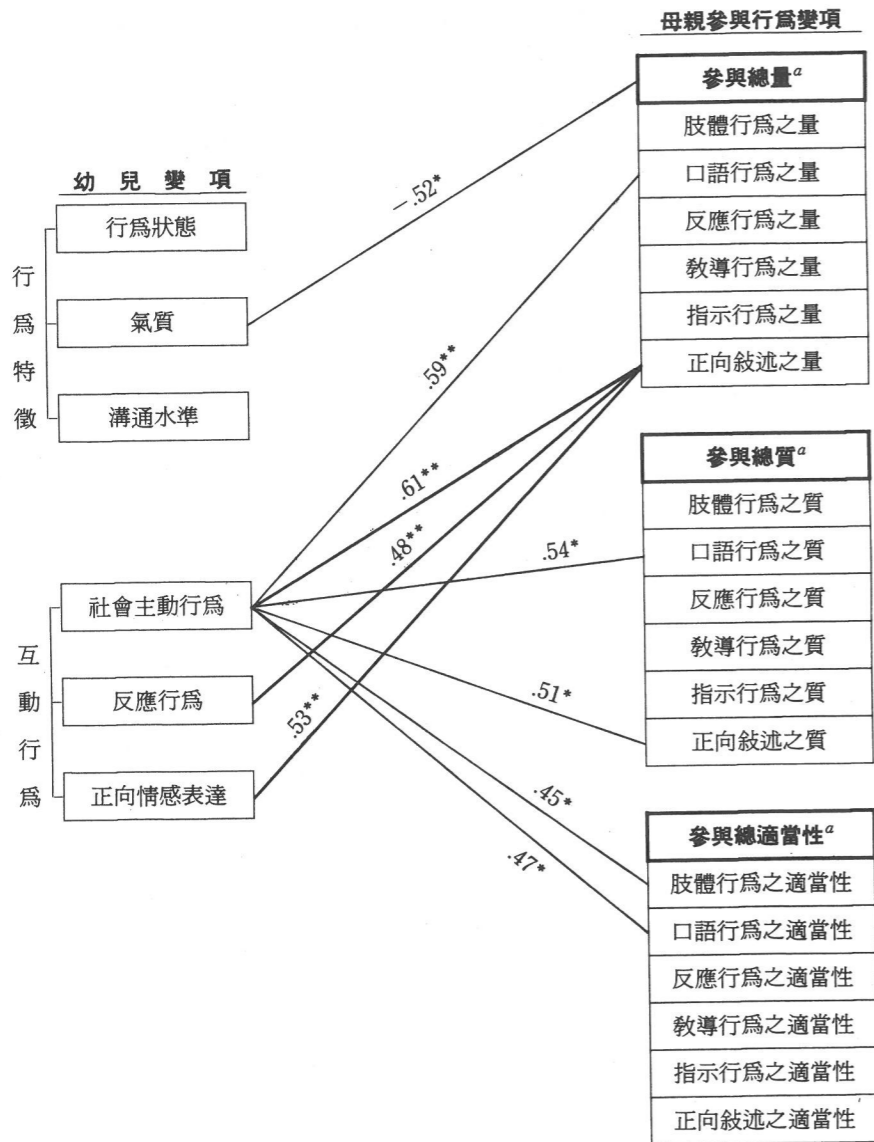 母親參與行爲變項
參與總量a
肢體行爲之量
口語行爲之量
反應行爲之量
敎導行爲之量
指示行爲之量
正向敍述之量
幼兒變項
行爲特徵
行爲狀態
氣質
溝通水準
－.52*
.59**
.61**
.48**
.53**
.54*
.51*
.45*
.47*
參與總質a
肢體行爲之質
口語行爲之質
反應行爲之質
敎導行爲之質
指示行爲之質
正向敍述之質
互動行爲
社會主動行爲
反應行爲
正向情感表達
參與總適當性a
肢體行爲之適當性
口語行爲之適當性
反應行爲之適當性
敎導行爲之適當性
指示行爲之適當性
正向敍述之適當性